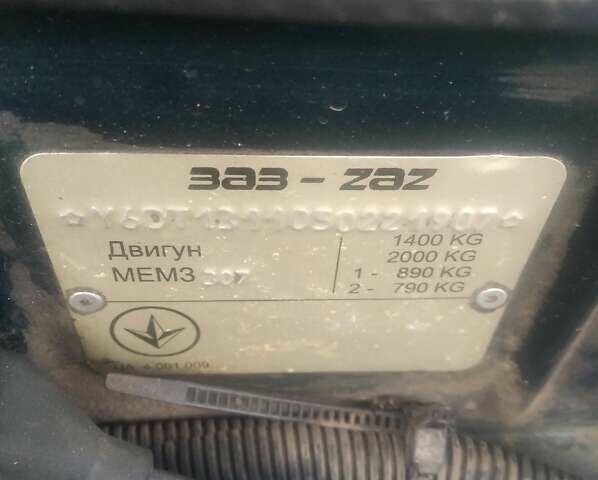 ЗАЗ - ZAZ
Двигун
МЕМЗ 307
1400 KG
2000 KG
1 - 890 KG
2 - 790 KG